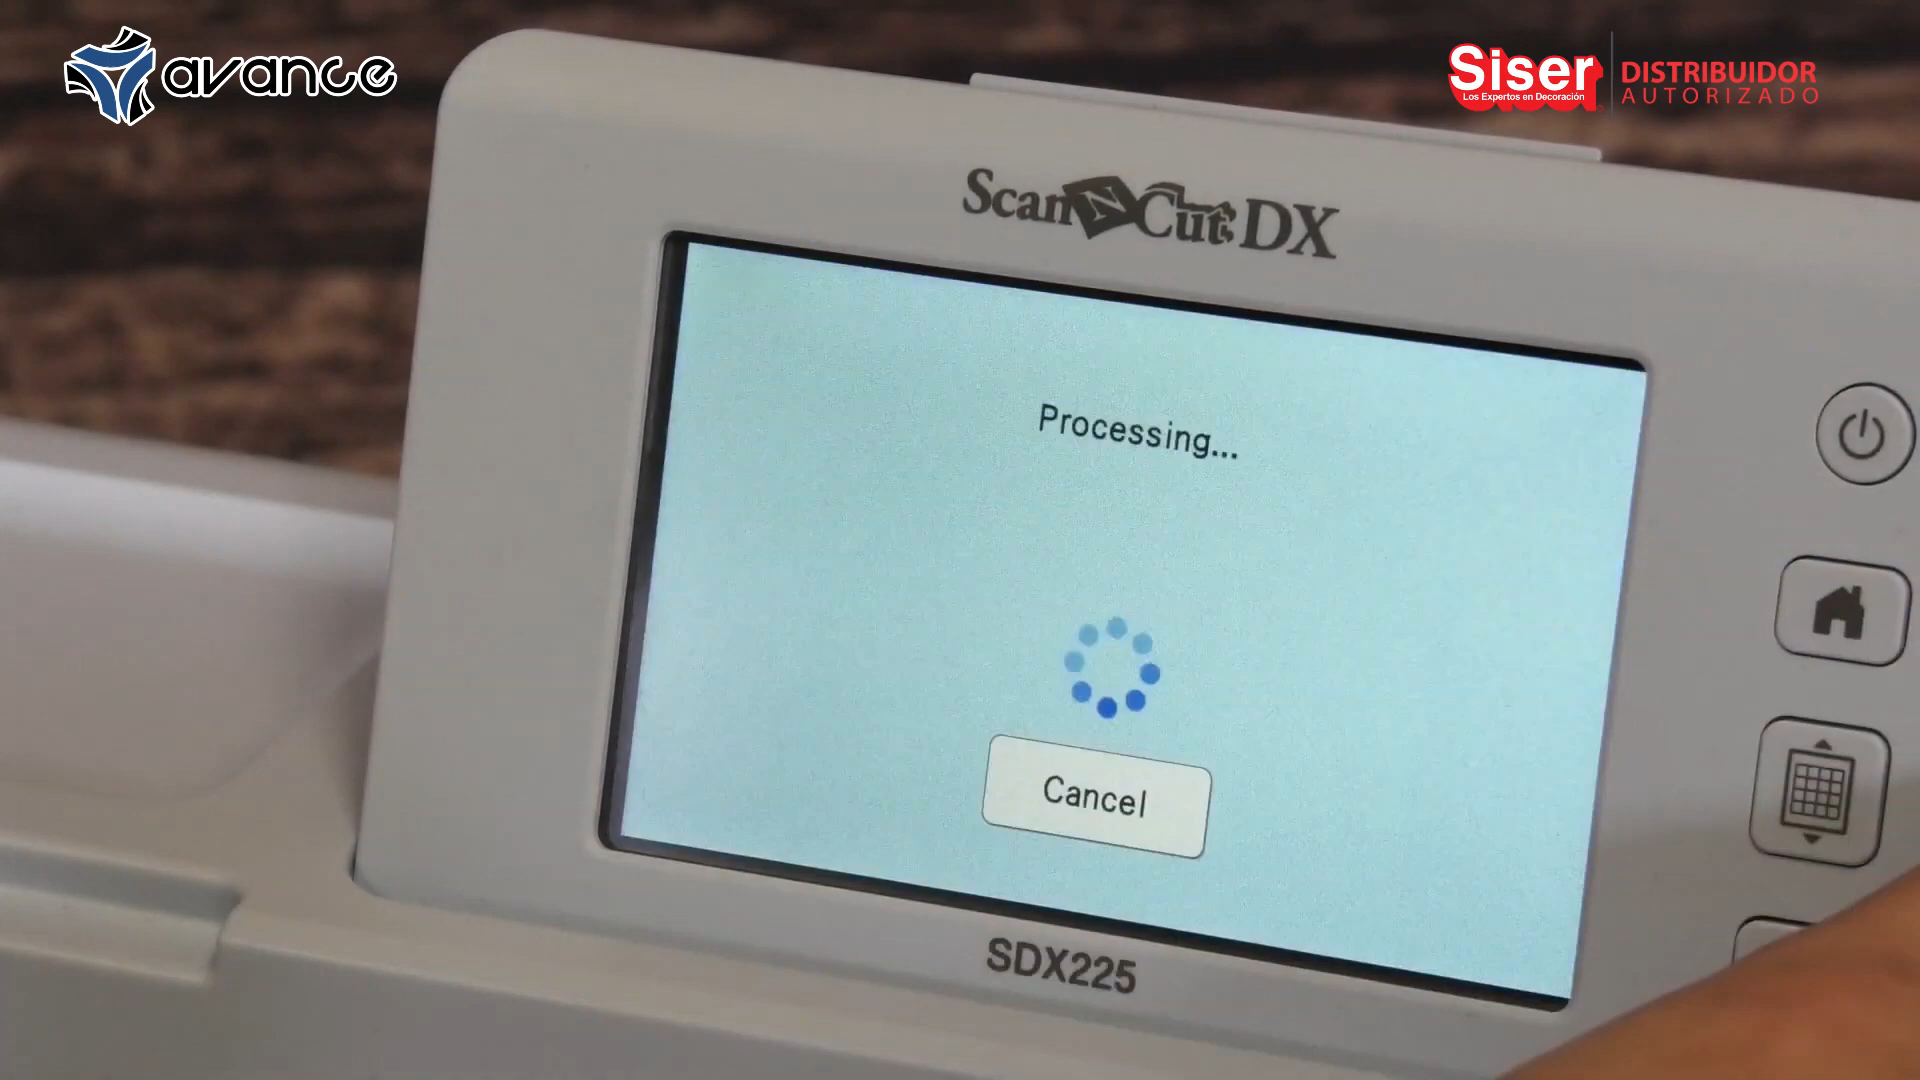 avance
Siser
Los Expertos en Decoración
DISTRIBUIDOR
AUTORIZADO
ScanNCut DX
Processing...
Cancel
SDX225